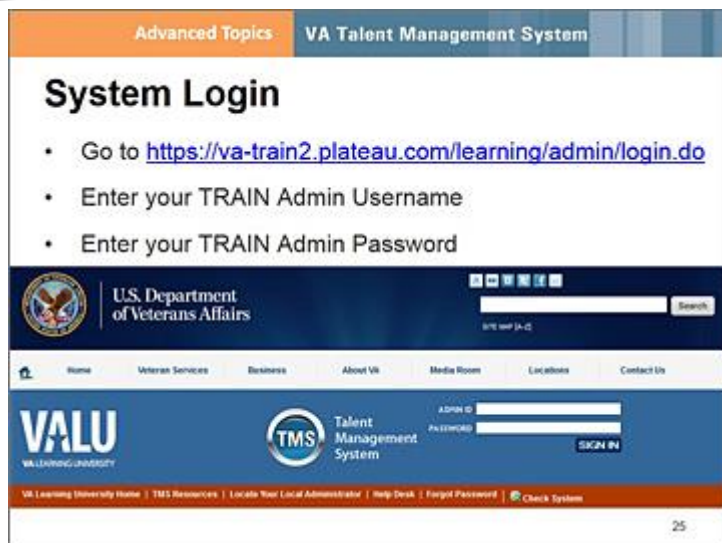 Advanced Topics
VA Talent Management System
System Login
• Go to https://va-train2.plateau.com/learning/admin/login.do
• Enter your TRAIN Admin Username
• Enter your TRAIN Admin Password
U.S. Department
of Veterans Affairs
Search
SITE MAP [A-Z]
Home Veteran Services Business About VA Media Room Locations Contact Us
VALU
VA LEARNING UNIVERSITY
TMS
Talent
Management
System
ADMIN ID
PASSWORD
SIGN IN
VA Learning University Home | TMS Resources | Locate Your Local Administrator | Help Desk | Forgot Password | Check System
25